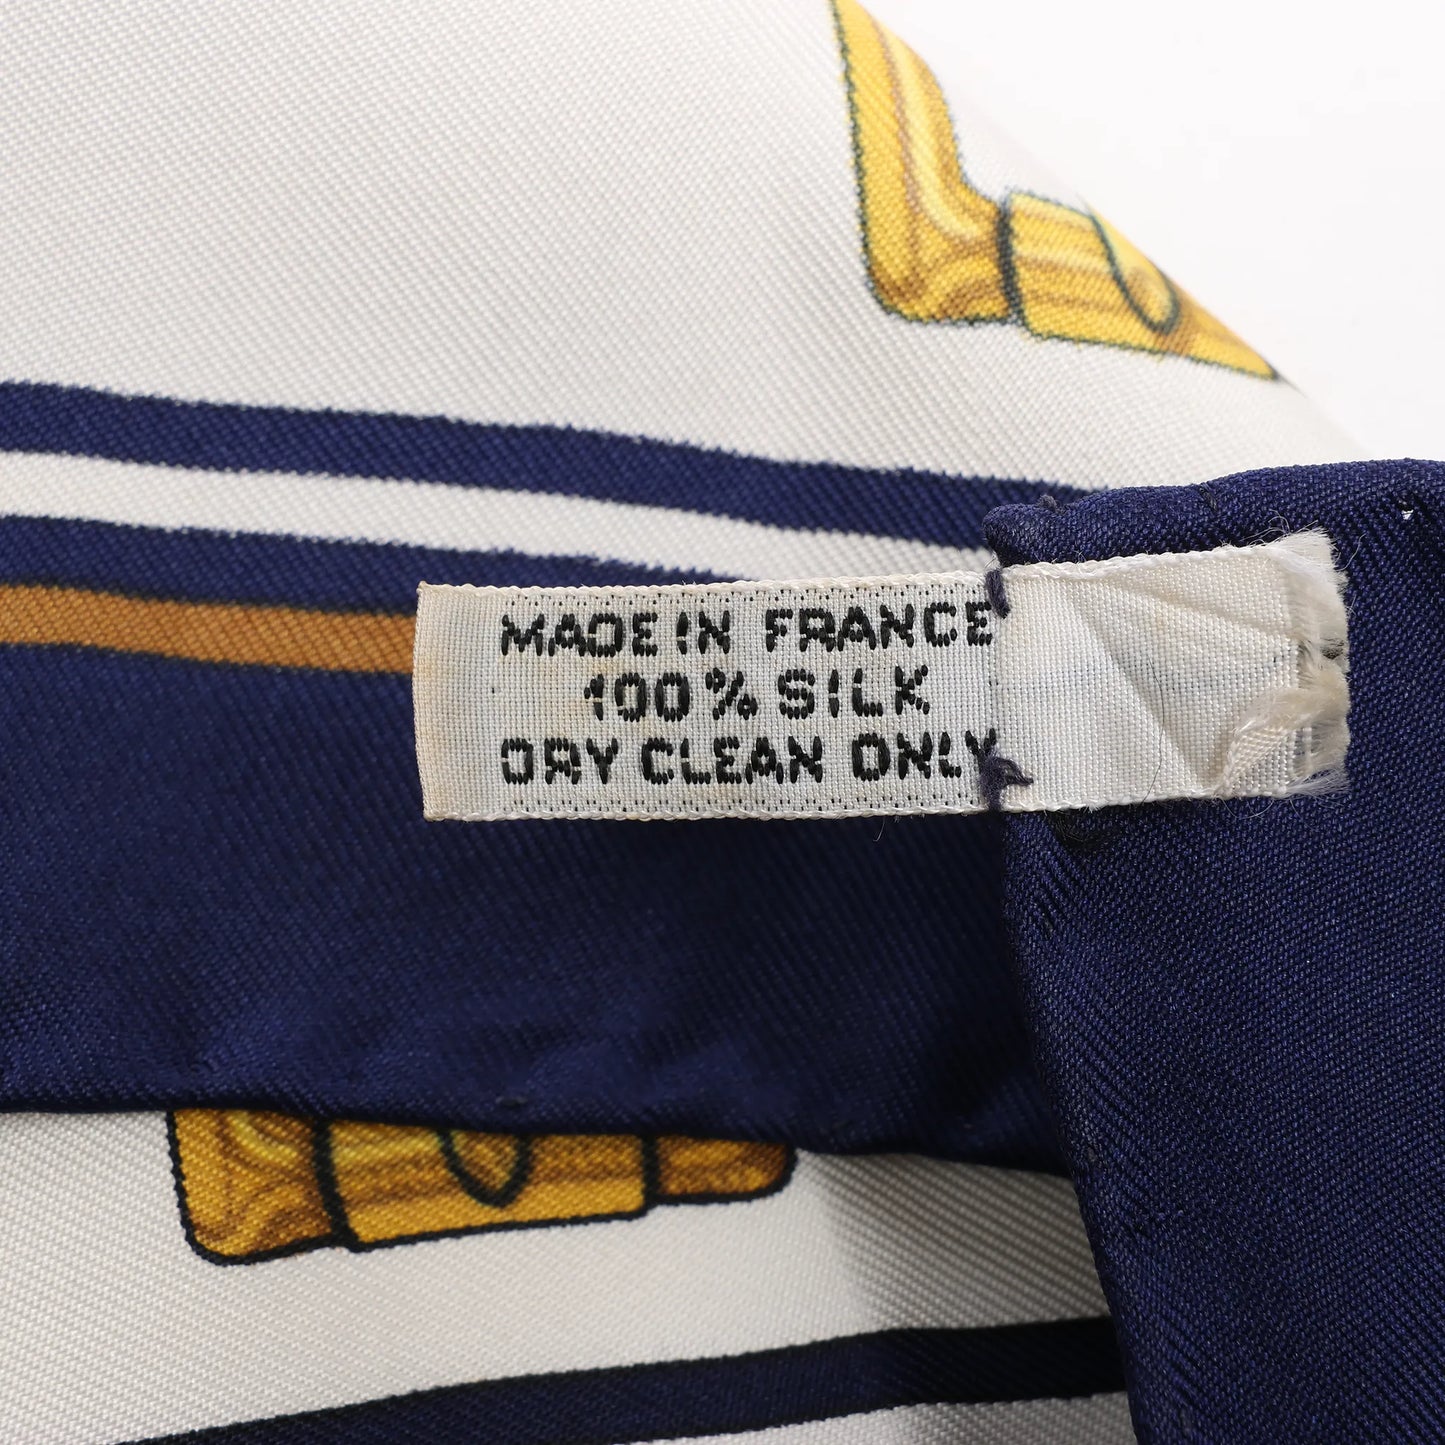 MADE IN FRANCE
100% SILK
DRY CLEAN ONLY